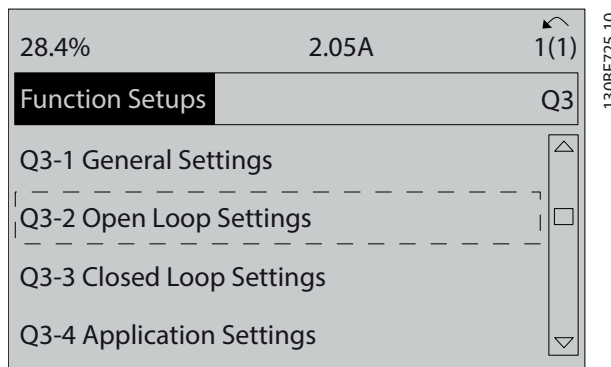 28.4% 2.05A 1(1)
Function Setups Q3
Q3-1 General Settings
Q3-2 Open Loop Settings
Q3-3 Closed Loop Settings
Q3-4 Application Settings
130BF725.10